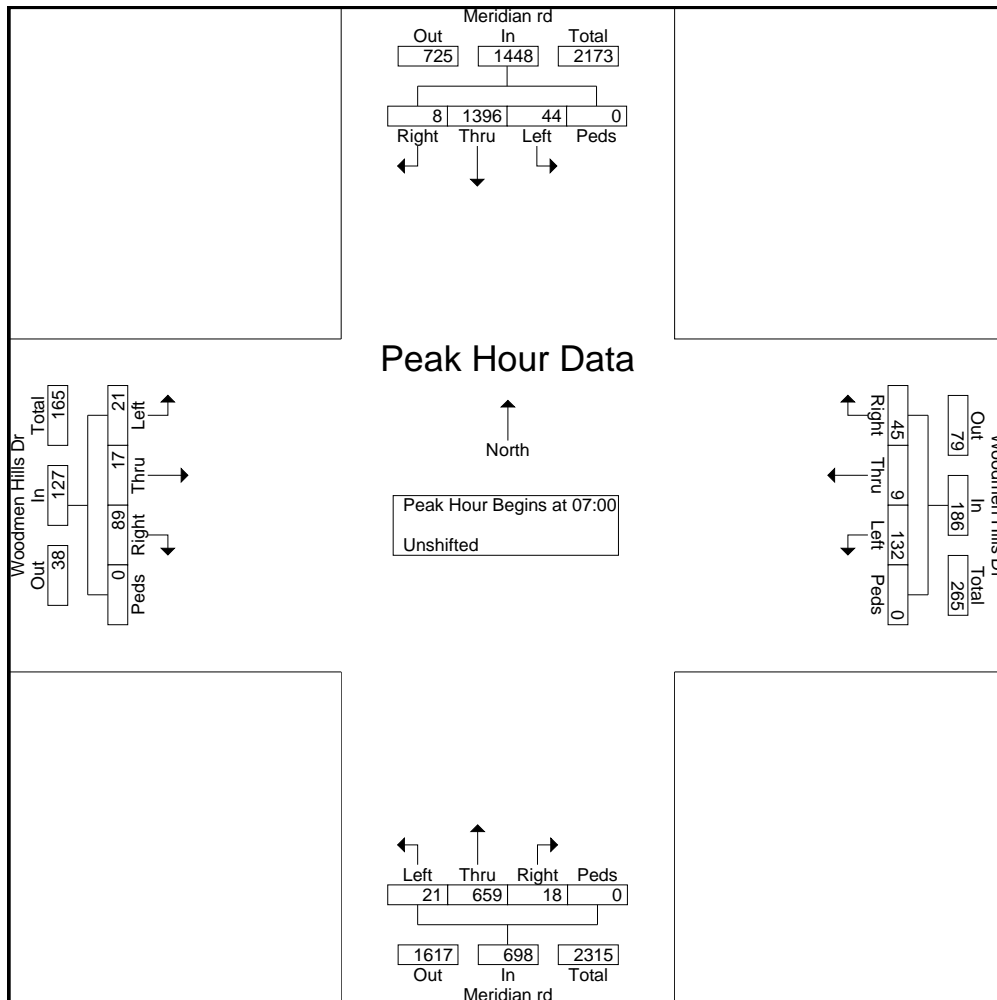 Meridian rd
Out In Total
725 1448 2173
8 1396 44 0
Right Thru Left Peds
Peak Hour Data
North
Peak Hour Begins at 07:00
Unshifted
Woodmen Hills Dr
Total In Out
165 127 38
21 17 89 0
Left Thru Right Peds
Woodmen Hills Dr
Out In Total
79 186 265
45 9 132 0
Right Thru Left Peds
Left Thru Right Peds
21 659 18 0
1617 698 2315
Out In Total
Meridian rd